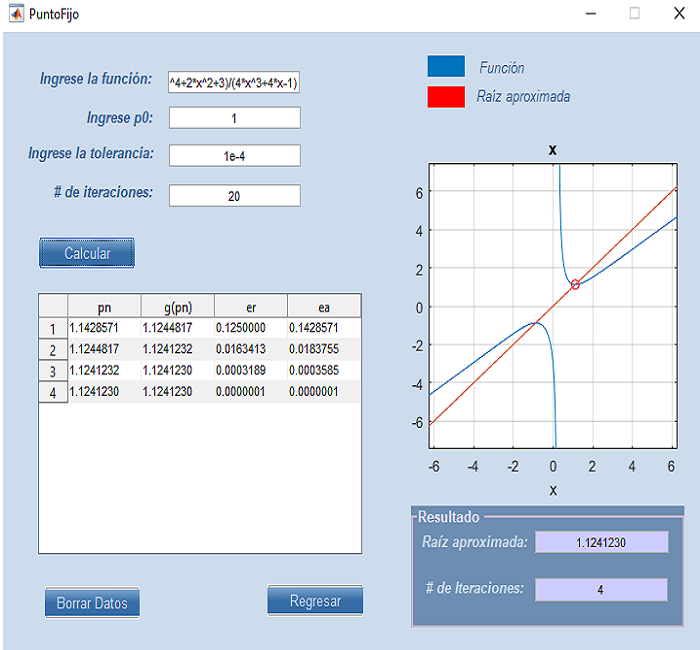 PuntoFijo
Ingrese la función: ^4+2*x^2+3)/(4*x^3+4*x-1)
Ingrese p0: 1
Ingrese la tolerancia: 1e-4
# de iteraciones: 20
Calcular
pn g(pn) er ea
1 1.1428571 1.1244817 0.1250000 0.1428571
2 1.1244817 1.1241232 0.0163413 0.0183755
3 1.1241232 1.1241230 0.0003189 0.0003585
4 1.1241230 1.1241230 0.0000001 0.0000001
Borrar Datos
Regresar
Función
Raíz aproximada
x
6
4
2
0
-2
-4
-6
-6 -4 -2 0 2 4 6
x
Resultado
Raíz aproximada: 1.1241230
# de Iteraciones: 4